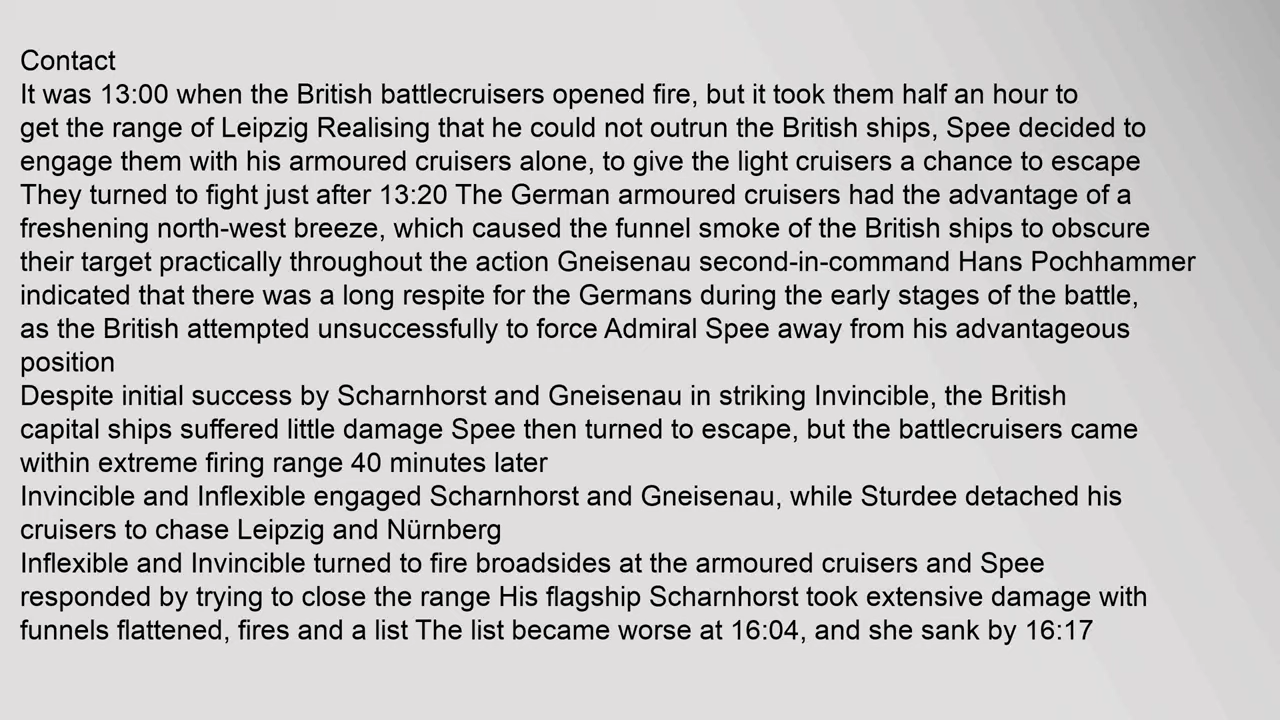 Contact
It was 13:00 when the British battlecruisers opened fire, but it took them half an hour to
get the range of Leipzig Realising that he could not outrun the British ships, Spee decided to
engage them with his armoured cruisers alone, to give the light cruisers a chance to escape
They turned to fight just after 13:20 The German armoured cruisers had the advantage of a
freshening north-west breeze, which caused the funnel smoke of the British ships to obscure
their target practically throughout the action Gneisenau second-in-command Hans Pochhammer
indicated that there was a long respite for the Germans during the early stages of the battle,
as the British attempted unsuccessfully to force Admiral Spee away from his advantageous
position
Despite initial success by Scharnhorst and Gneisenau in striking Invincible, the British
capital ships suffered little damage Spee then turned to escape, but the battlecruisers came
within extreme firing range 40 minutes later
Invincible and Inflexible engaged Scharnhorst and Gneisenau, while Sturdee detached his
cruisers to chase Leipzig and Nürnberg
Inflexible and Invincible turned to fire broadsides at the armoured cruisers and Spee
responded by trying to close the range His flagship Scharnhorst took extensive damage with
funnels flattened, fires and a list The list became worse at 16:04, and she sank by 16:17